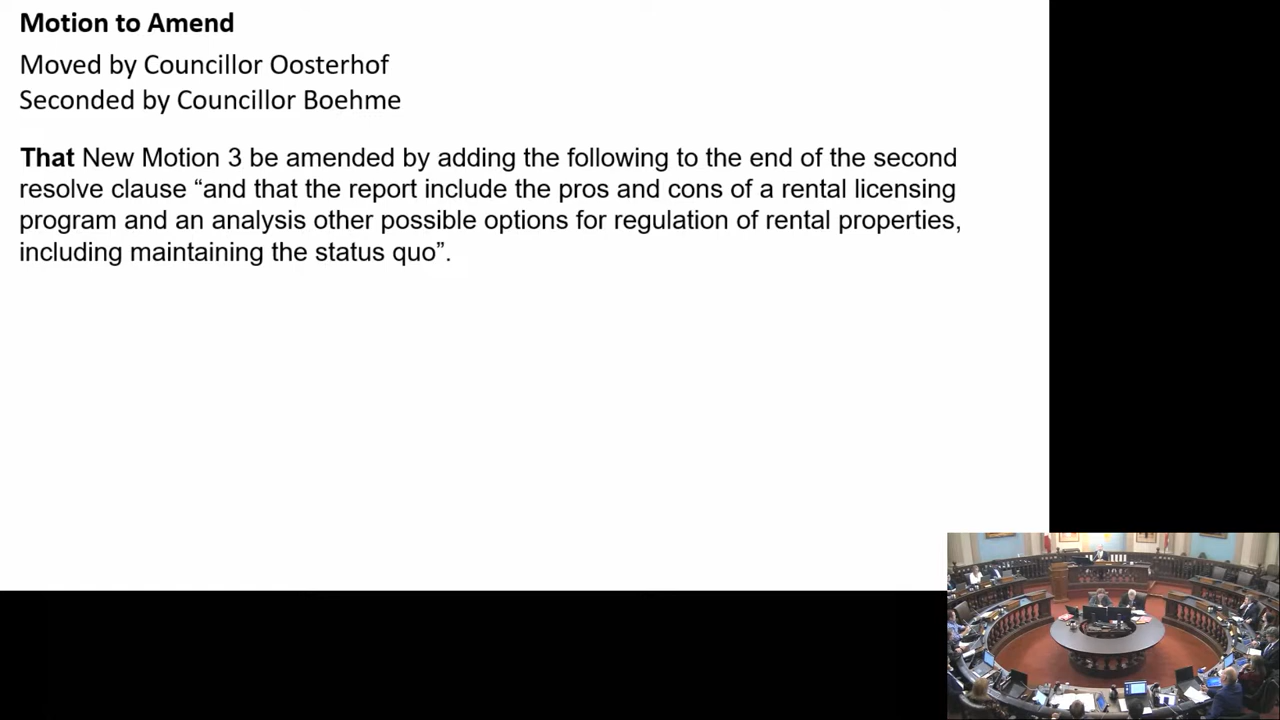 Motion to Amend
Moved by Councillor Oosterhof
Seconded by Councillor Boehme
That New Motion 3 be amended by adding the following to the end of the second
resolve clause “and that the report include the pros and cons of a rental licensing
program and an analysis other possible options for regulation of rental properties,
including maintaining the status quo”.